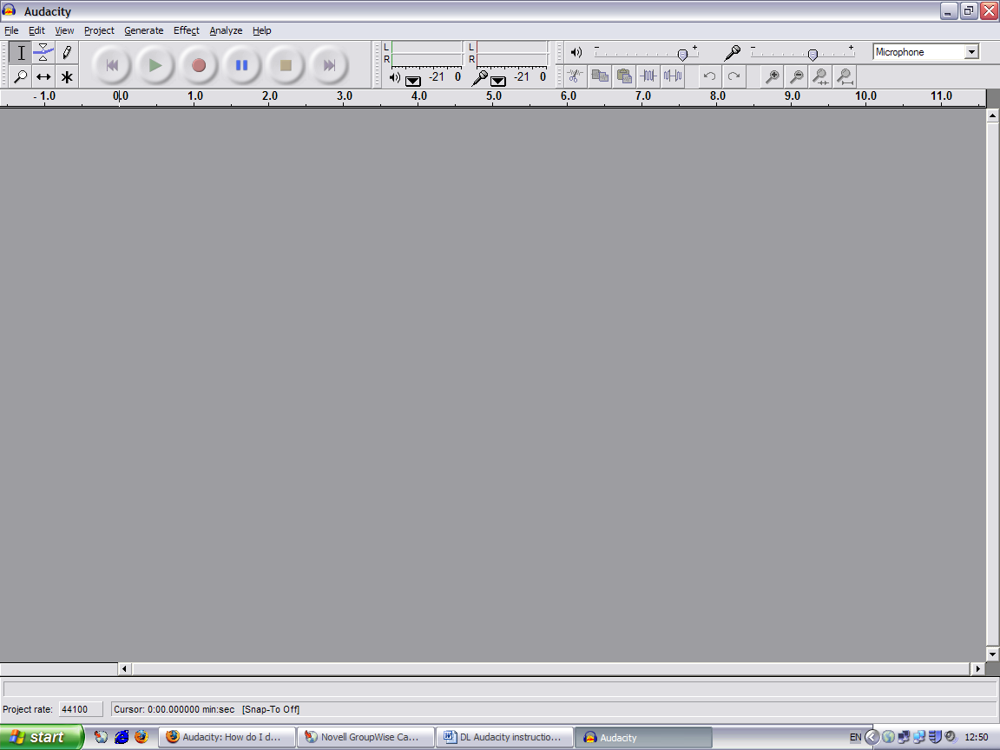 Audacity
File Edit View Project Generate Effect Analyze Help
L L
R R
-21 0 -21 0
- + - + Microphone
- 1.0 0.0 1.0 2.0 3.0 4.0 5.0 6.0 7.0 8.0 9.0 10.0 11.0
Project rate: 44100 Cursor: 0:00.000000 min:sec [Snap-To Off]
start Audacity: How do I d... Novell GroupWise Ca... DL Audacity instructio... Audacity EN 12:50